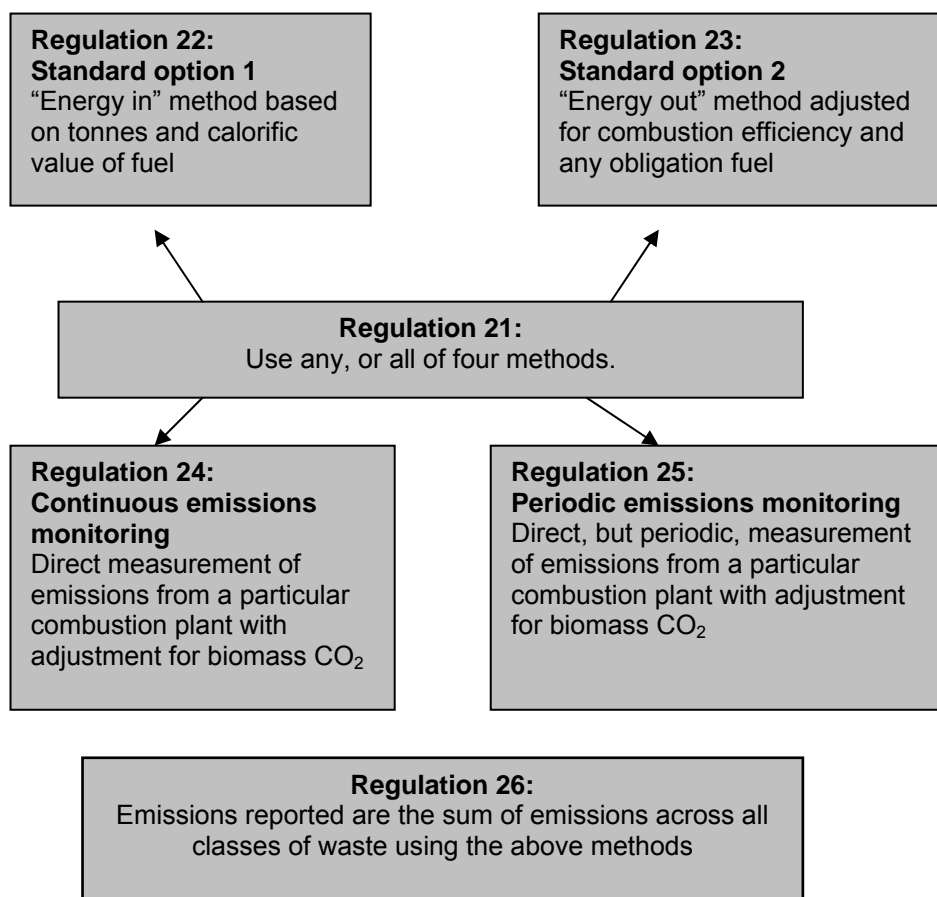 Regulation 22:
Standard option 1
“Energy in” method based
on tonnes and calorific
value of fuel
Regulation 23:
Standard option 2
“Energy out” method adjusted
for combustion efficiency and
any obligation fuel
Regulation 21:
Use any, or all of four methods.
Regulation 24:
Continuous emissions
monitoring
Direct measurement of
emissions from a particular
combustion plant with
adjustment for biomass CO₂
Regulation 25:
Periodic emissions monitoring
Direct, but periodic, measurement
of emissions from a particular
combustion plant with adjustment
for biomass CO₂
Regulation 26:
Emissions reported are the sum of emissions across all
classes of waste using the above methods